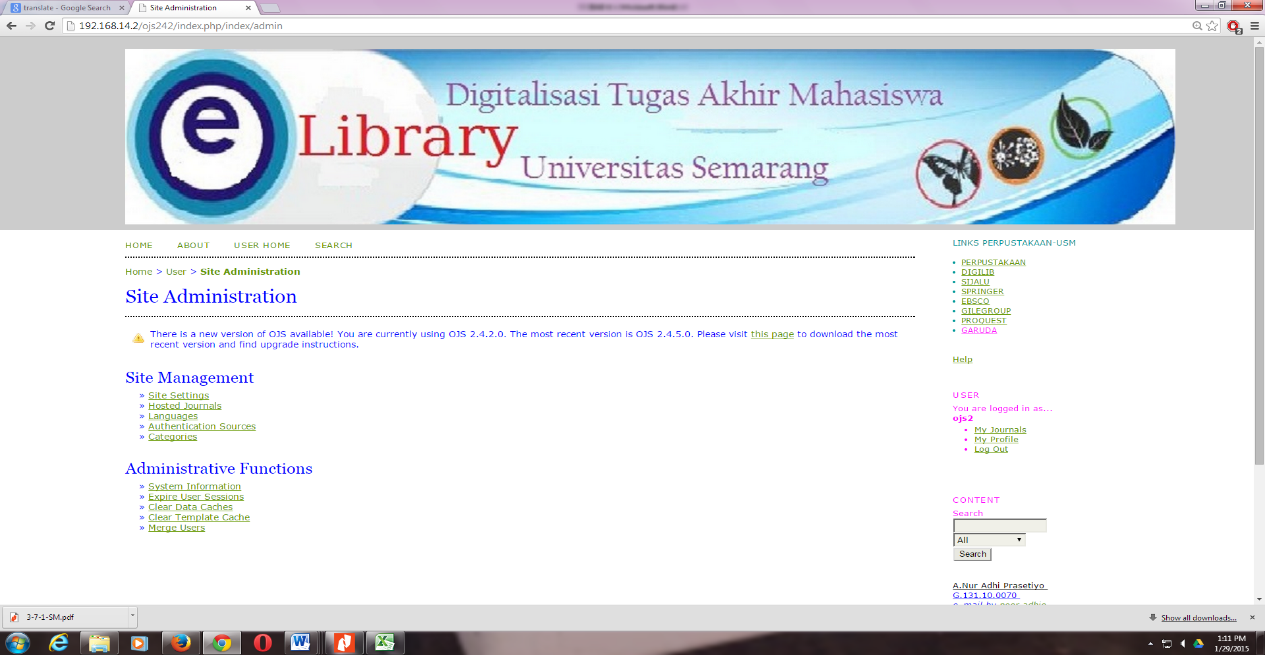 translate - Google Search
Site Administration
192.168.14.2/ojs242/index.php/index/admin
2
e
Library
Digitalisasi Tugas Akhir Mahasiswa
Universitas Semarang
HOME ABOUT USER HOME SEARCH
Home > User > Site Administration
Site Administration
There is a new version of OJS available! You are currently using OJS 2.4.2.0. The most recent version is OJS 2.4.5.0. Please visit this page to download the most
recent version and find upgrade instructions.
Site Management
» Site Settings
» Hosted Journals
» Languages
» Authentication Sources
» Categories
Administrative Functions
» System Information
» Expire User Sessions
» Clear Data Caches
» Clear Template Cache
» Merge Users
LINKS PERPUSTAKAAN-USM
PERPUSTAKAAN
DIGILIB
SIJALU
SPRINGER
EBSCO
GILEGROUP
PROQUEST
GARUDA
Help
USER
You are logged in as...
ojs2
My Journals
My Profile
Log Out
CONTENT
Search
All
Search
A.Nur Adhi Prasetiyo
G.131.10.0070
3-7-1-SM.pdf
Show all downloads...
1:11 PM
1/29/2015